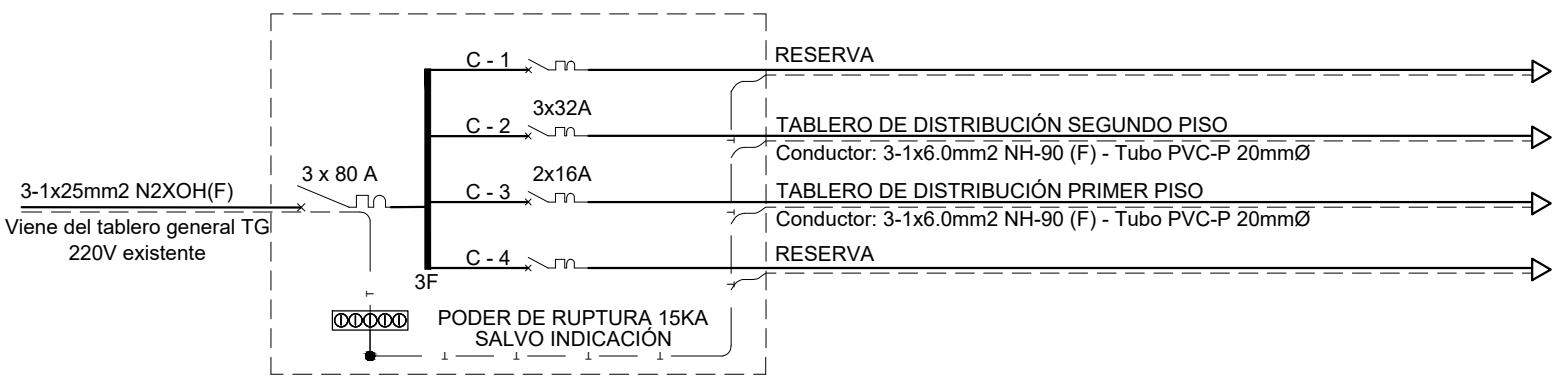 3-1x25mm2 N2XOH(F)
Viene del tablero general TG
220V existente
3 x 80 A
3F
C - 1
RESERVA
C - 2
3x32A
TABLERO DE DISTRIBUCIÓN SEGUNDO PISO
Conductor: 3-1x6.0mm2 NH-90 (F) - Tubo PVC-P 20mmØ
C - 3
2x16A
TABLERO DE DISTRIBUCIÓN PRIMER PISO
Conductor: 3-1x6.0mm2 NH-90 (F) - Tubo PVC-P 20mmØ
C - 4
RESERVA
PODER DE RUPTURA 15KA
SALVO INDICACIÓN